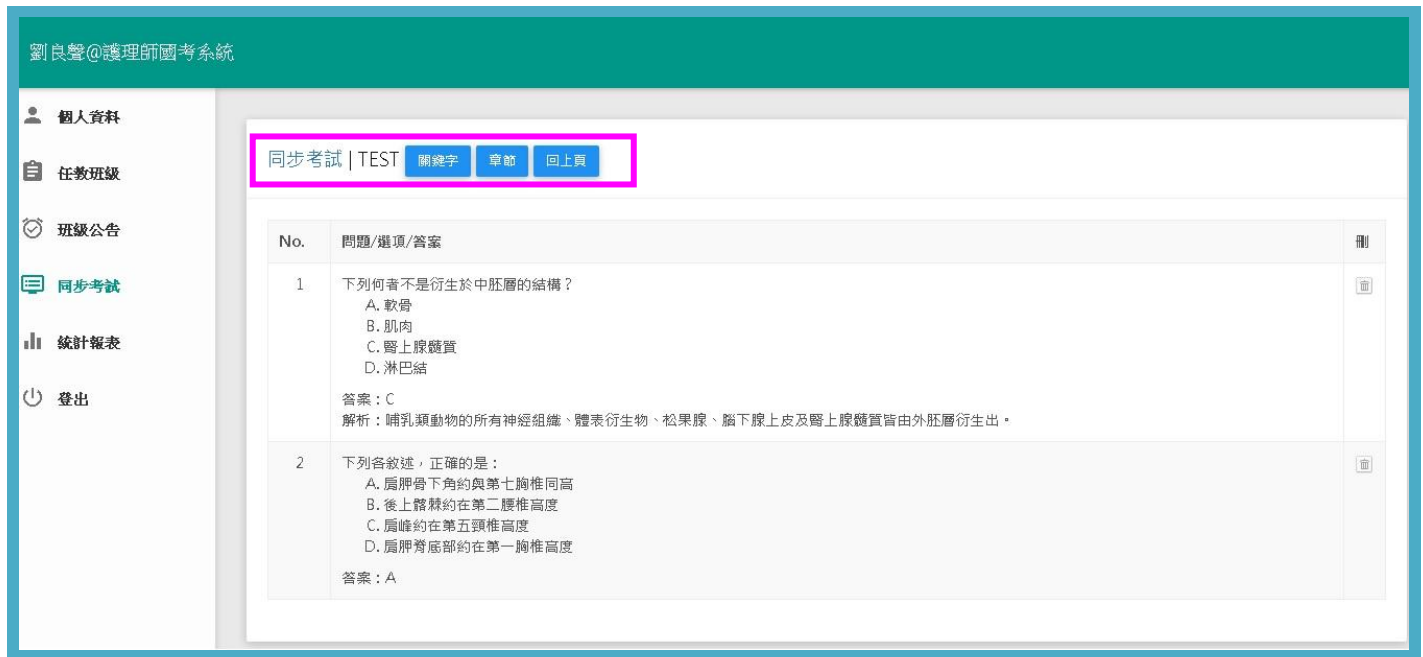 劉良聲@護理師國考系統
個人資料
任教班級
班級公告
同步考試
統計報表
登出
同步考試 | TEST 關鍵字 章節 回上頁
No. 問題/選項/答案 刪
1 下列何者不是衍生於中胚層的結構？
A. 軟骨
B. 肌肉
C. 腎上腺髓質
D. 淋巴結
答案：C
解析：哺乳類動物的所有神經組織、體表衍生物、松果腺、腦下腺上皮及腎上腺髓質皆由外胚層衍生出。
2 下列各敘述，正確的是：
A. 肩胛骨下角約與第七胸椎同高
B. 後上髂棘約在第二腰椎高度
C. 肩峰約在第五頸椎高度
D. 肩胛脊底部約在第一胸椎高度
答案：A